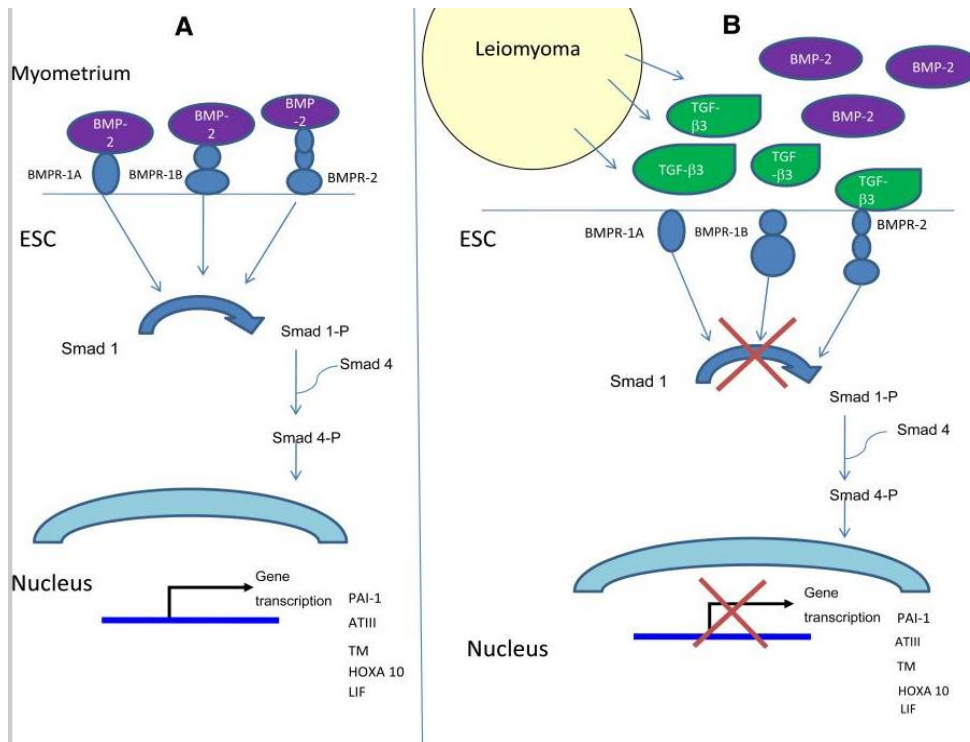 A
Myometrium
BMP-
2
BMP-
2
BMP
-2
BMPR-1A
BMPR-1B
BMPR-2
ESC
Smad 1
Smad 1-P
Smad 4
Smad 4-P
Nucleus
Gene
transcription
PAI-1
ATIII
TM
HOXA 10
LIF
B
Leiomyoma
BMP-2
BMP-2
BMP-2
TGF-
β3
TGF-β3
TGF
-β3
TGF-
β3
ESC
BMPR-1A
BMPR-1B
BMPR-2
Smad 1
Smad 1-P
Smad 4
Smad 4-P
Nucleus
Gene
transcription
PAI-1
ATIII
TM
HOXA 10
LIF